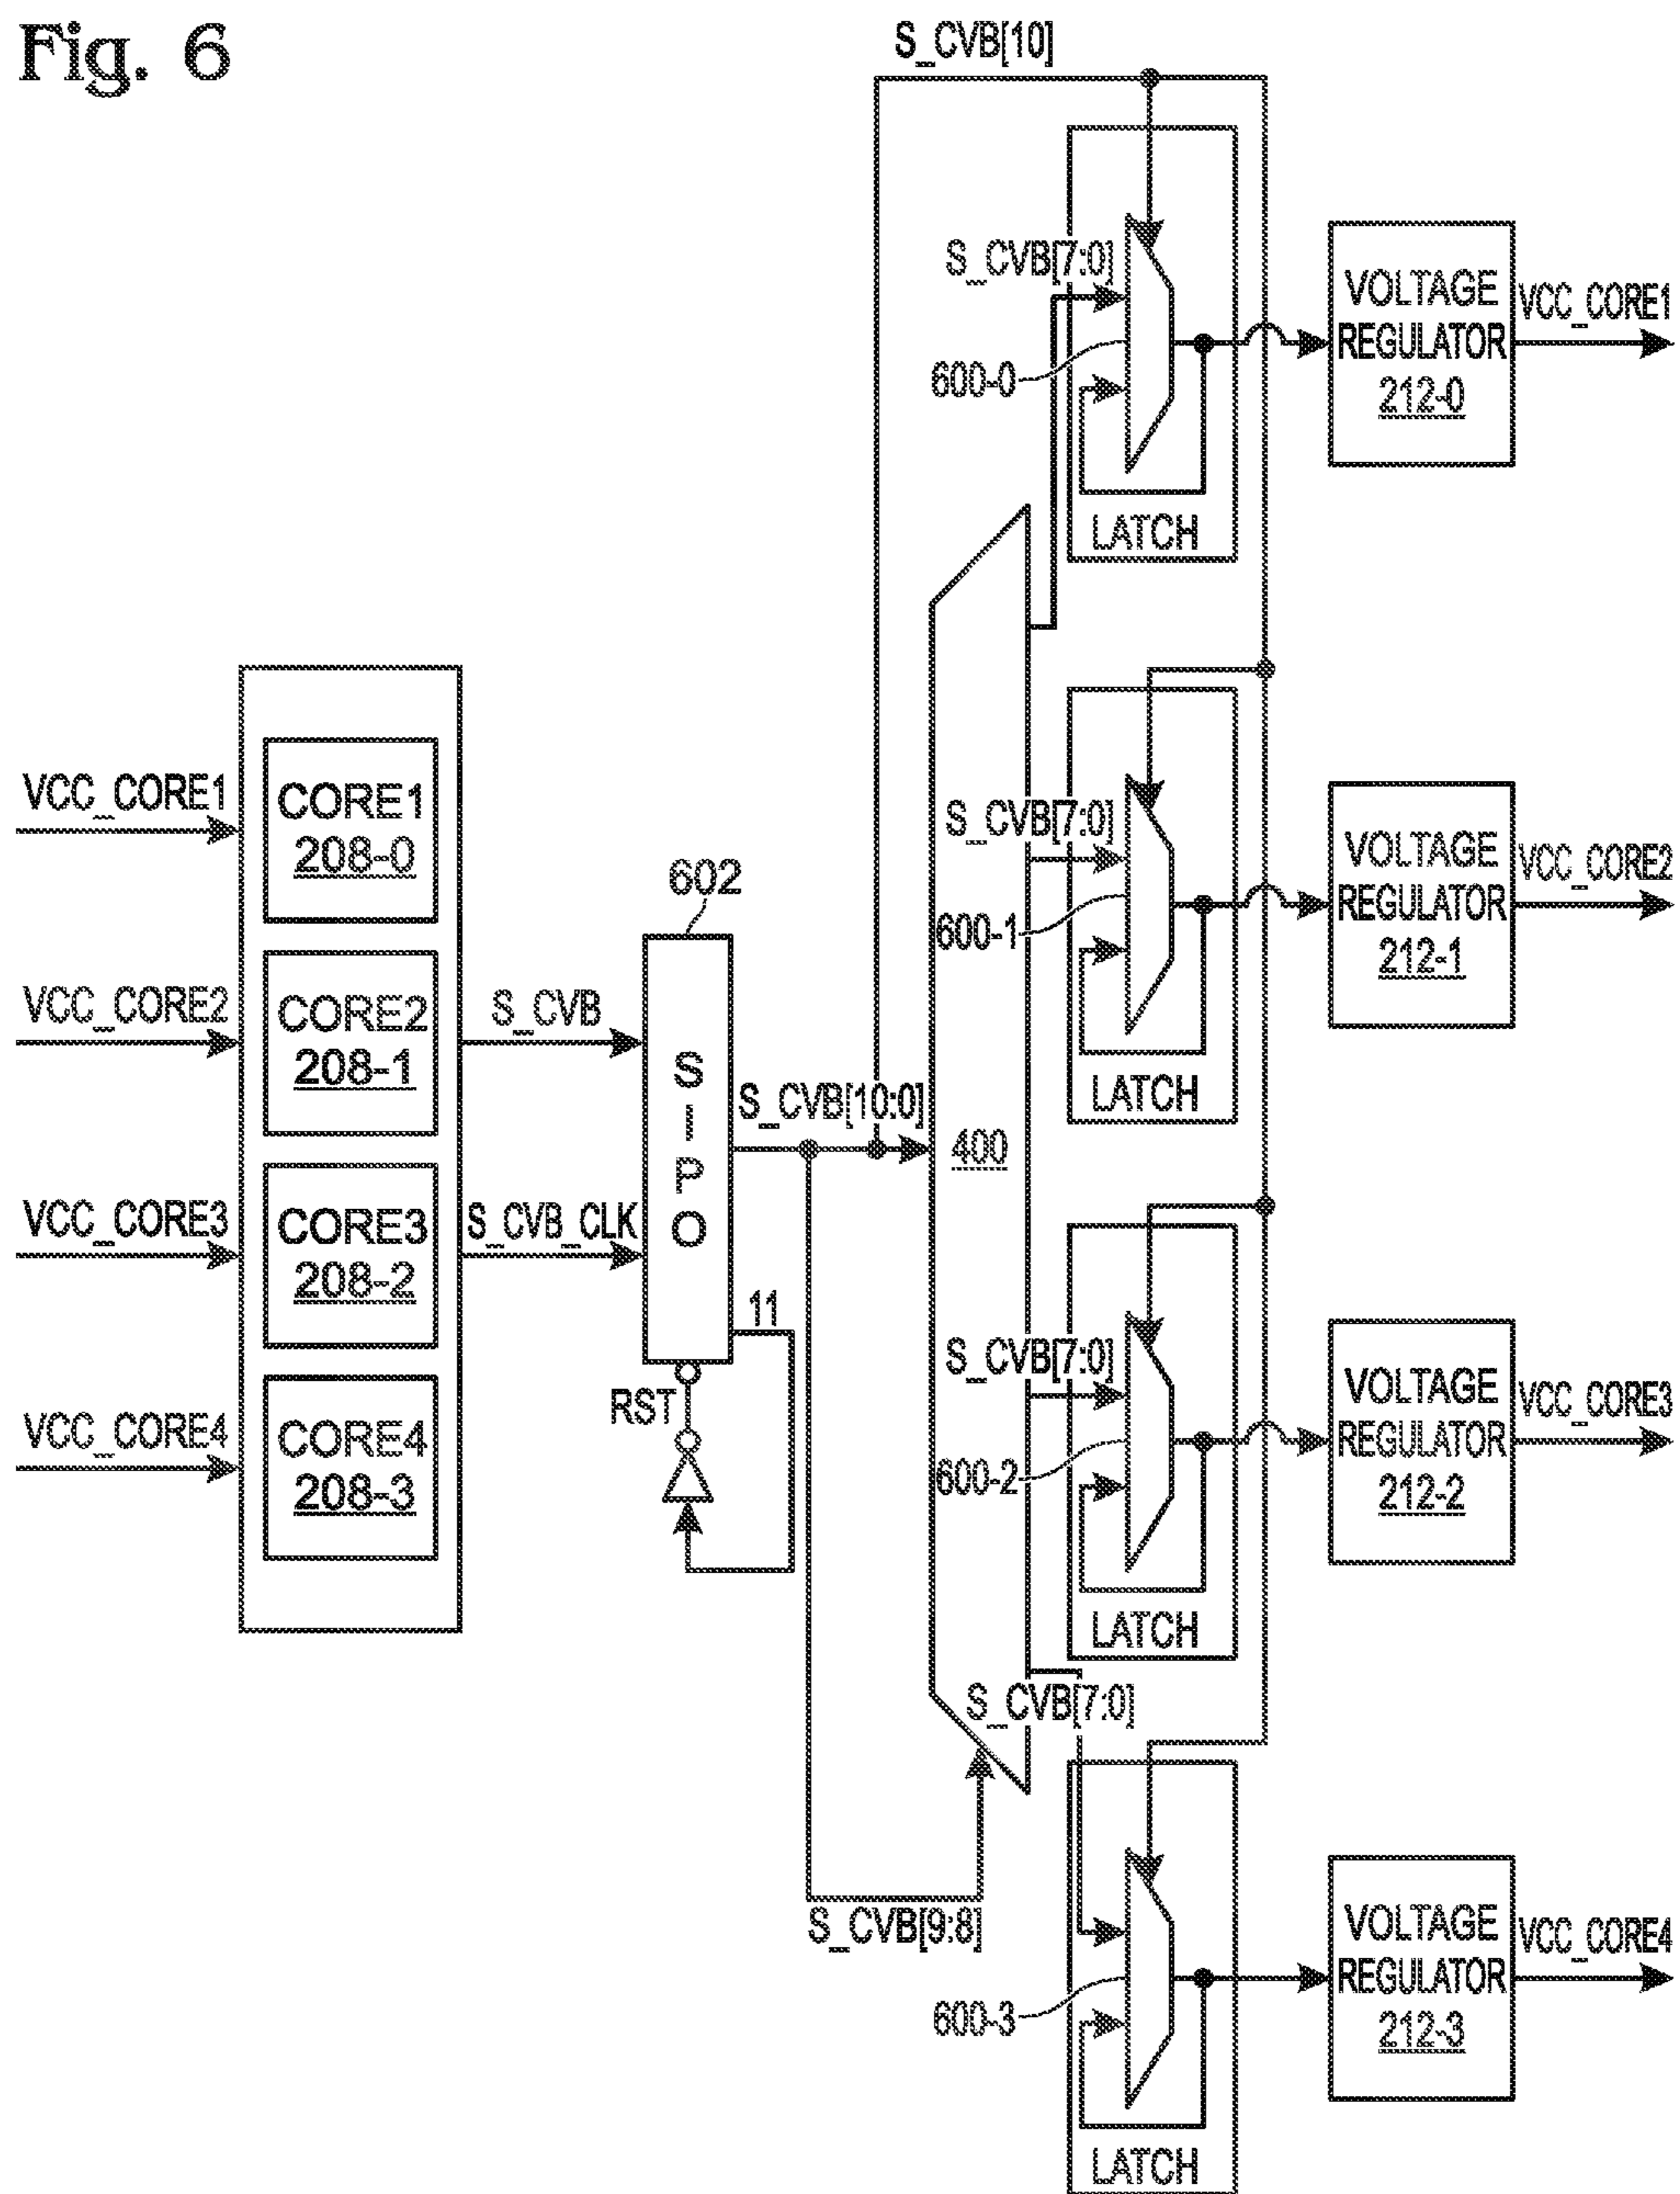 Fig. 6
S_CVB[10]
S_CVB[7:0]
600-0
LATCH
VOLTAGE
REGULATOR
212-0
VCC_CORE1
VCC_CORE1
CORE1
208-0
VCC_CORE2
CORE2
208-1
VCC_CORE3
CORE3
208-2
VCC_CORE4
CORE4
208-3
S_CVB
S_CVB_CLK
602
S
I
P
O
11
RST
S_CVB[10:0]
400
S_CVB[9:8]
S_CVB[7:0]
600-1
LATCH
VOLTAGE
REGULATOR
212-1
VCC_CORE2
S_CVB[7:0]
600-2
LATCH
VOLTAGE
REGULATOR
212-2
VCC_CORE3
S_CVB[7:0]
600-3
LATCH
VOLTAGE
REGULATOR
212-3
VCC_CORE4